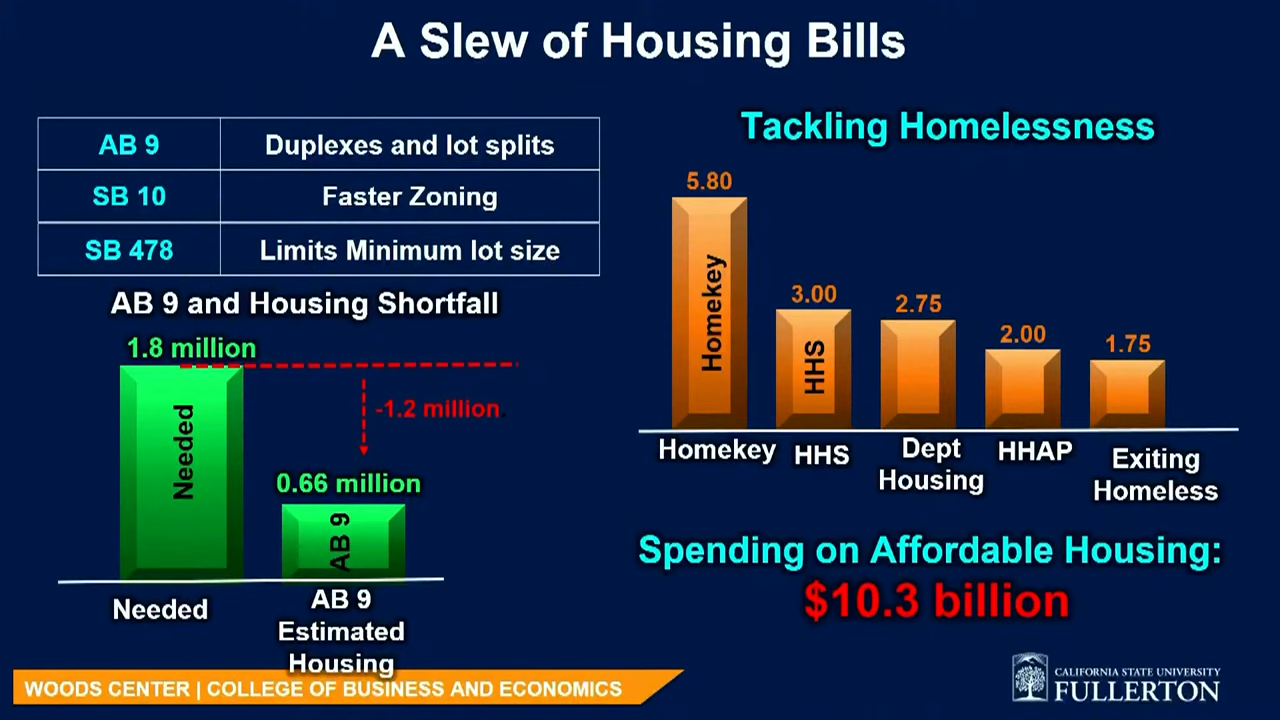 A Slew of Housing Bills
AB 9 Duplexes and lot splits
SB 10 Faster Zoning
SB 478 Limits Minimum lot size
AB 9 and Housing Shortfall
1.8 million
-1.2 million
0.66 million
Needed
AB 9
Needed
AB 9
Estimated
Housing
Tackling Homelessness
5.80
3.00
2.75
2.00
1.75
Homekey
HHS
Homekey
HHS
Dept
Housing
HHAP
Exiting
Homeless
Spending on Affordable Housing:
$10.3 billion
WOODS CENTER | COLLEGE OF BUSINESS AND ECONOMICS
CALIFORNIA STATE UNIVERSITY
FULLERTON